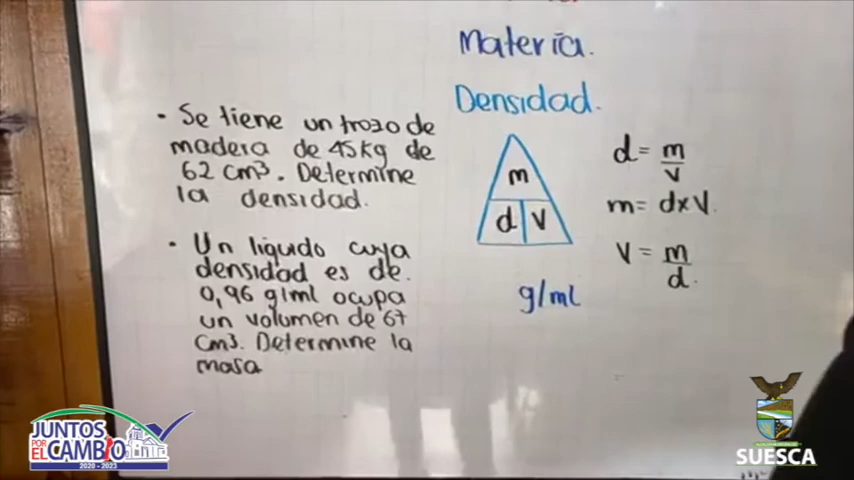 Materia.
Densidad.
• Se tiene un trozo de
madera de 45kg de
62 cm³. Determine
la densidad.
• Un liquido cuya
densidad es de.
0,96 g/ml ocupa
un volumen de 67
cm³. Determine la
masa
m
d V
d = m
v
m = d x V.
V = m
d.
g/ml
JUNTOS
POR EL CAMBIO
2020 - 2023
SUESCA